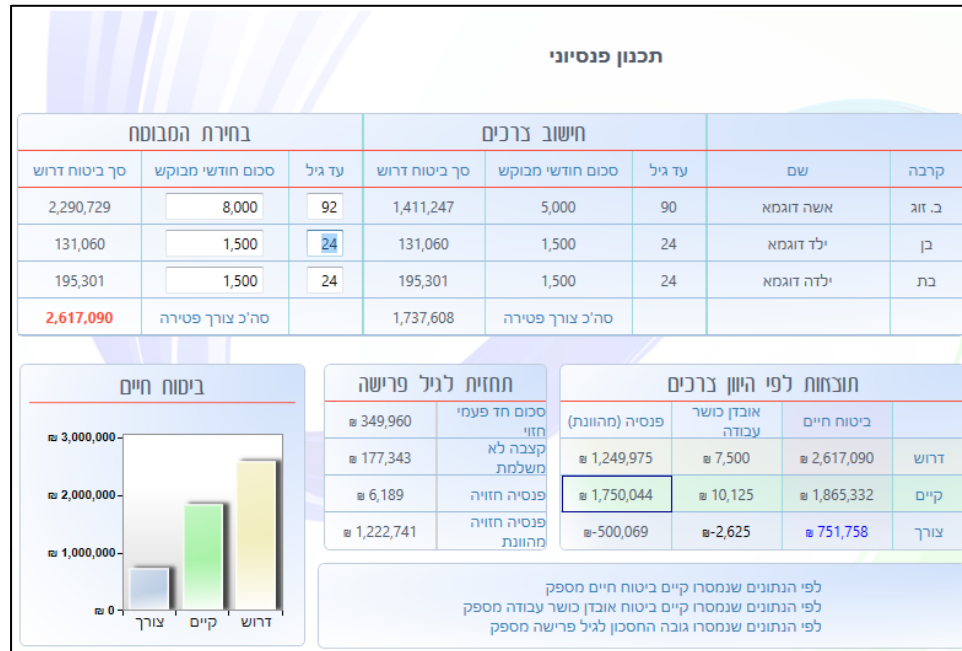 תכנון פנסיוני
חישוב צרכים בחירת המבוטח
קרבה שם עד גיל סכום חודשי מבוקש סך ביטוח דרוש עד גיל סכום חודשי מבוקש סך ביטוח דרוש
ב. זוג אשה דוגמא 90 5,000 1,411,247 92 8,000 2,290,729
בן ילד דוגמא 24 1,500 131,060 24 1,500 131,060
בת ילדה דוגמא 24 1,500 195,301 24 1,500 195,301
סה'כ צורך פטירה 1,737,608 סה'כ צורך פטירה 2,617,090
תוצאות לפי היוון צרכים
ביטוח חיים אובדן כושר עבודה פנסיה (מהוונת)
דרוש 2,617,090 ₪ 7,500 ₪ 1,249,975 ₪
קיים 1,865,332 ₪ 10,125 ₪ 1,750,044 ₪
צורך 751,758 ₪ -2,625₪ -500,069₪
תחזית לגיל פרישה
סכום חד פעמי חזוי 349,960 ₪
קצבה לא משלמת 177,343 ₪
פנסיה חזויה 6,189 ₪
פנסיה חזויה מהוונת 1,222,741 ₪
ביטוח חיים
3,000,000 ₪
2,000,000 ₪
1,000,000 ₪
0 ₪
דרוש קיים צורך
לפי הנתונים שנמסרו קיים ביטוח חיים מספק
לפי הנתונים שנמסרו קיים ביטוח אובדן כושר עבודה מספק
לפי הנתונים שנמסרו גובה החסכון לגיל פרישה מספק